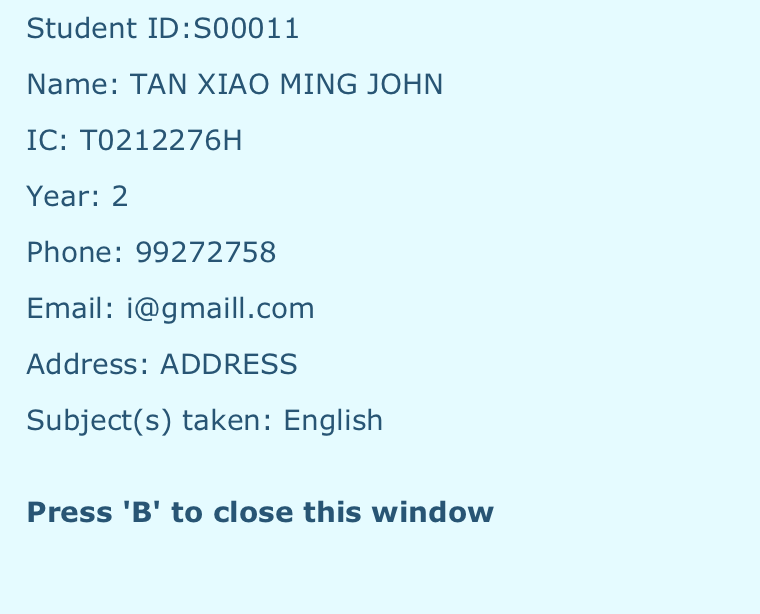 Student ID:S00011
Name: TAN XIAO MING JOHN
IC: T0212276H
Year: 2
Phone: 99272758
Email: i@gmaill.com
Address: ADDRESS
Subject(s) taken: English
Press 'B' to close this window